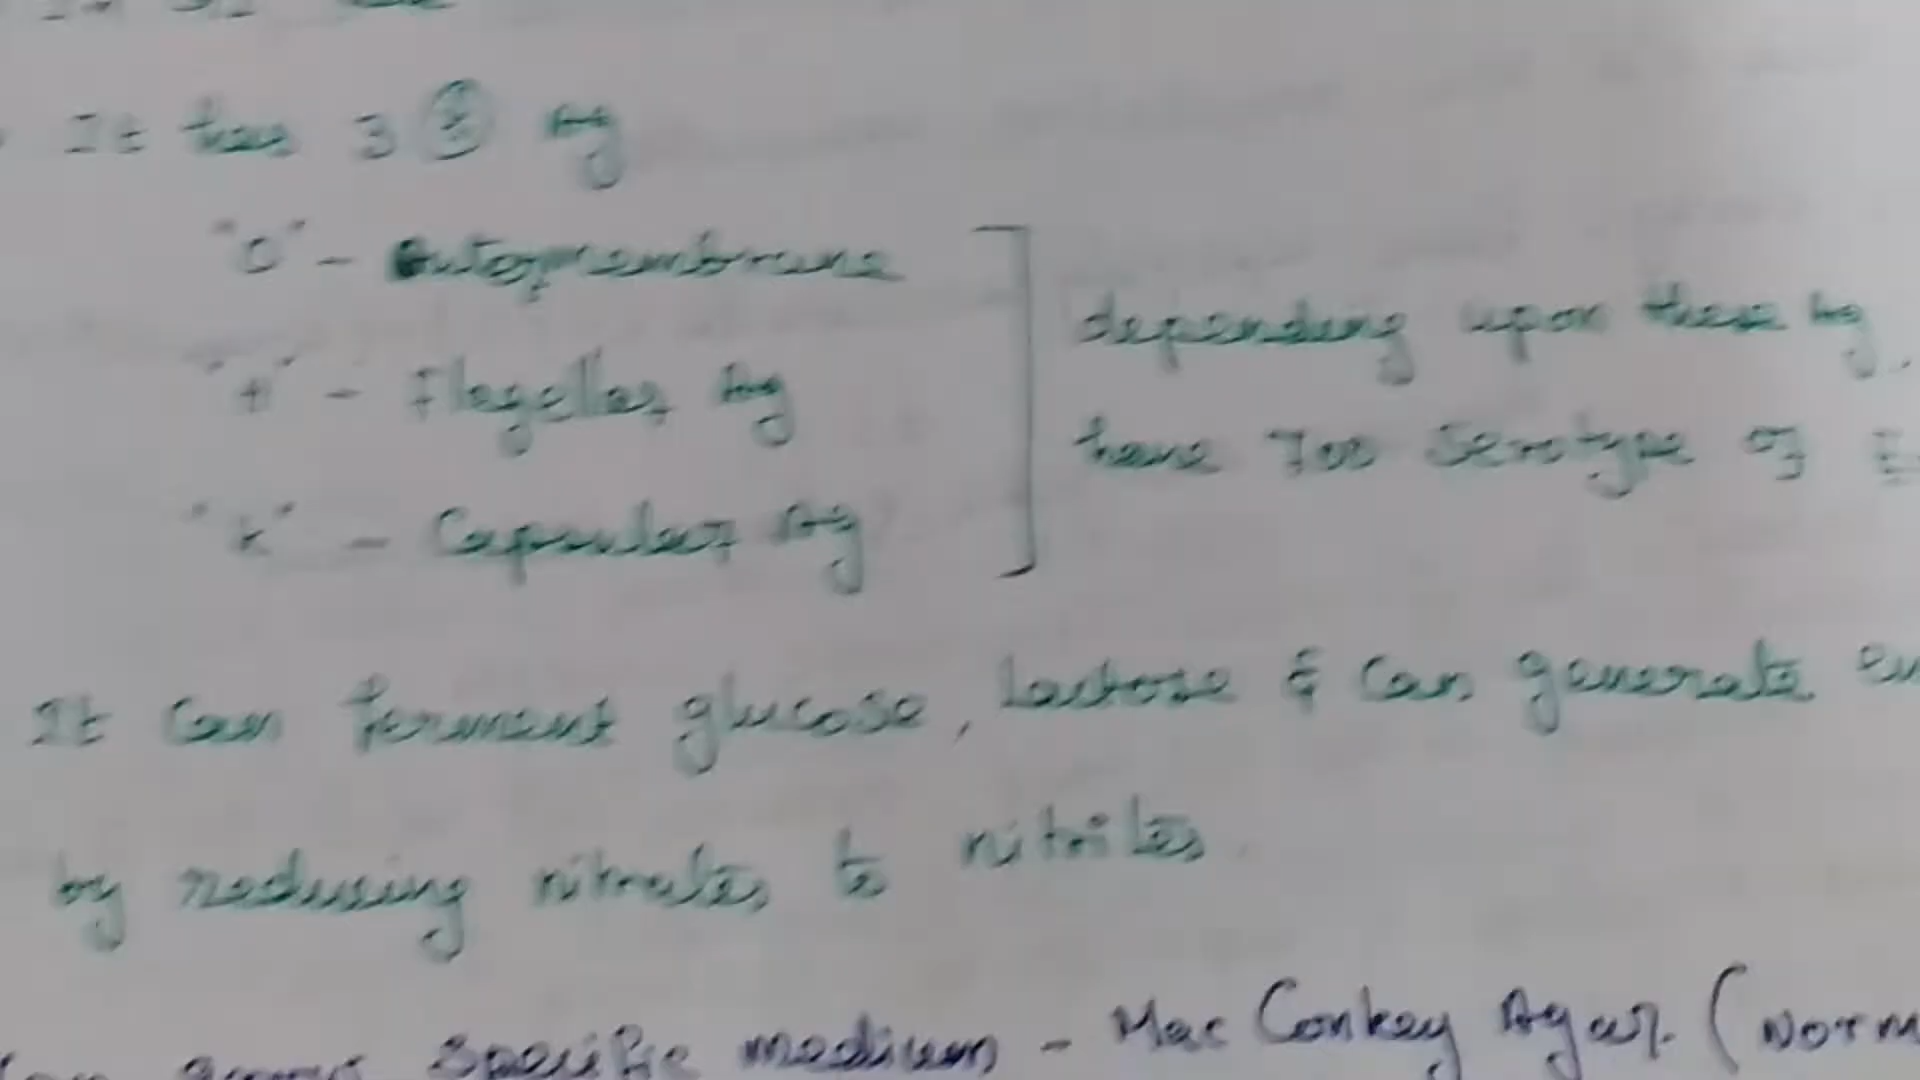 It has 3 Ag
"O" - Outermembrane
"H" - Flagellar Ag
"K" - Capsular Ag
depending upon these Ag,
have 700 Serotype of
It can ferment glucose, Lactose & can generate
by reducing nitrates to nitrites
specific medium - Mac Conkey Agar. (Norm